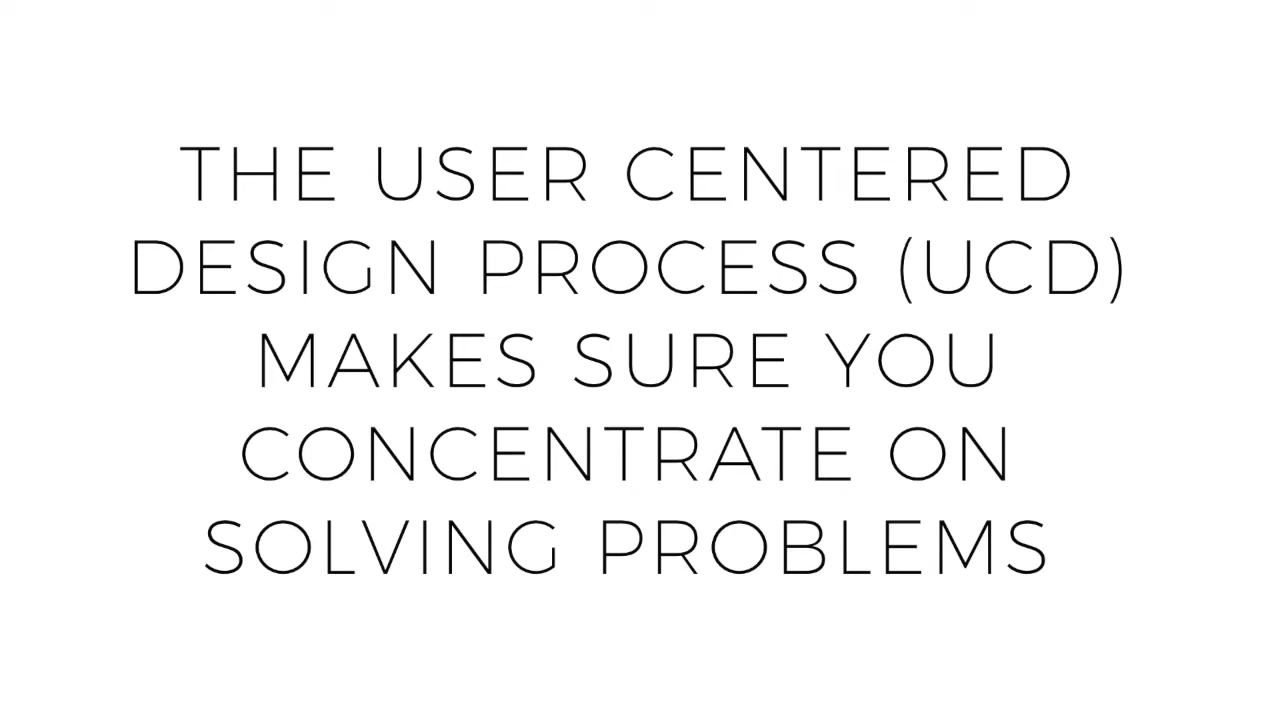 THE USER CENTERED
DESIGN PROCESS (UCD)
MAKES SURE YOU
CONCENTRATE ON
SOLVING PROBLEMS